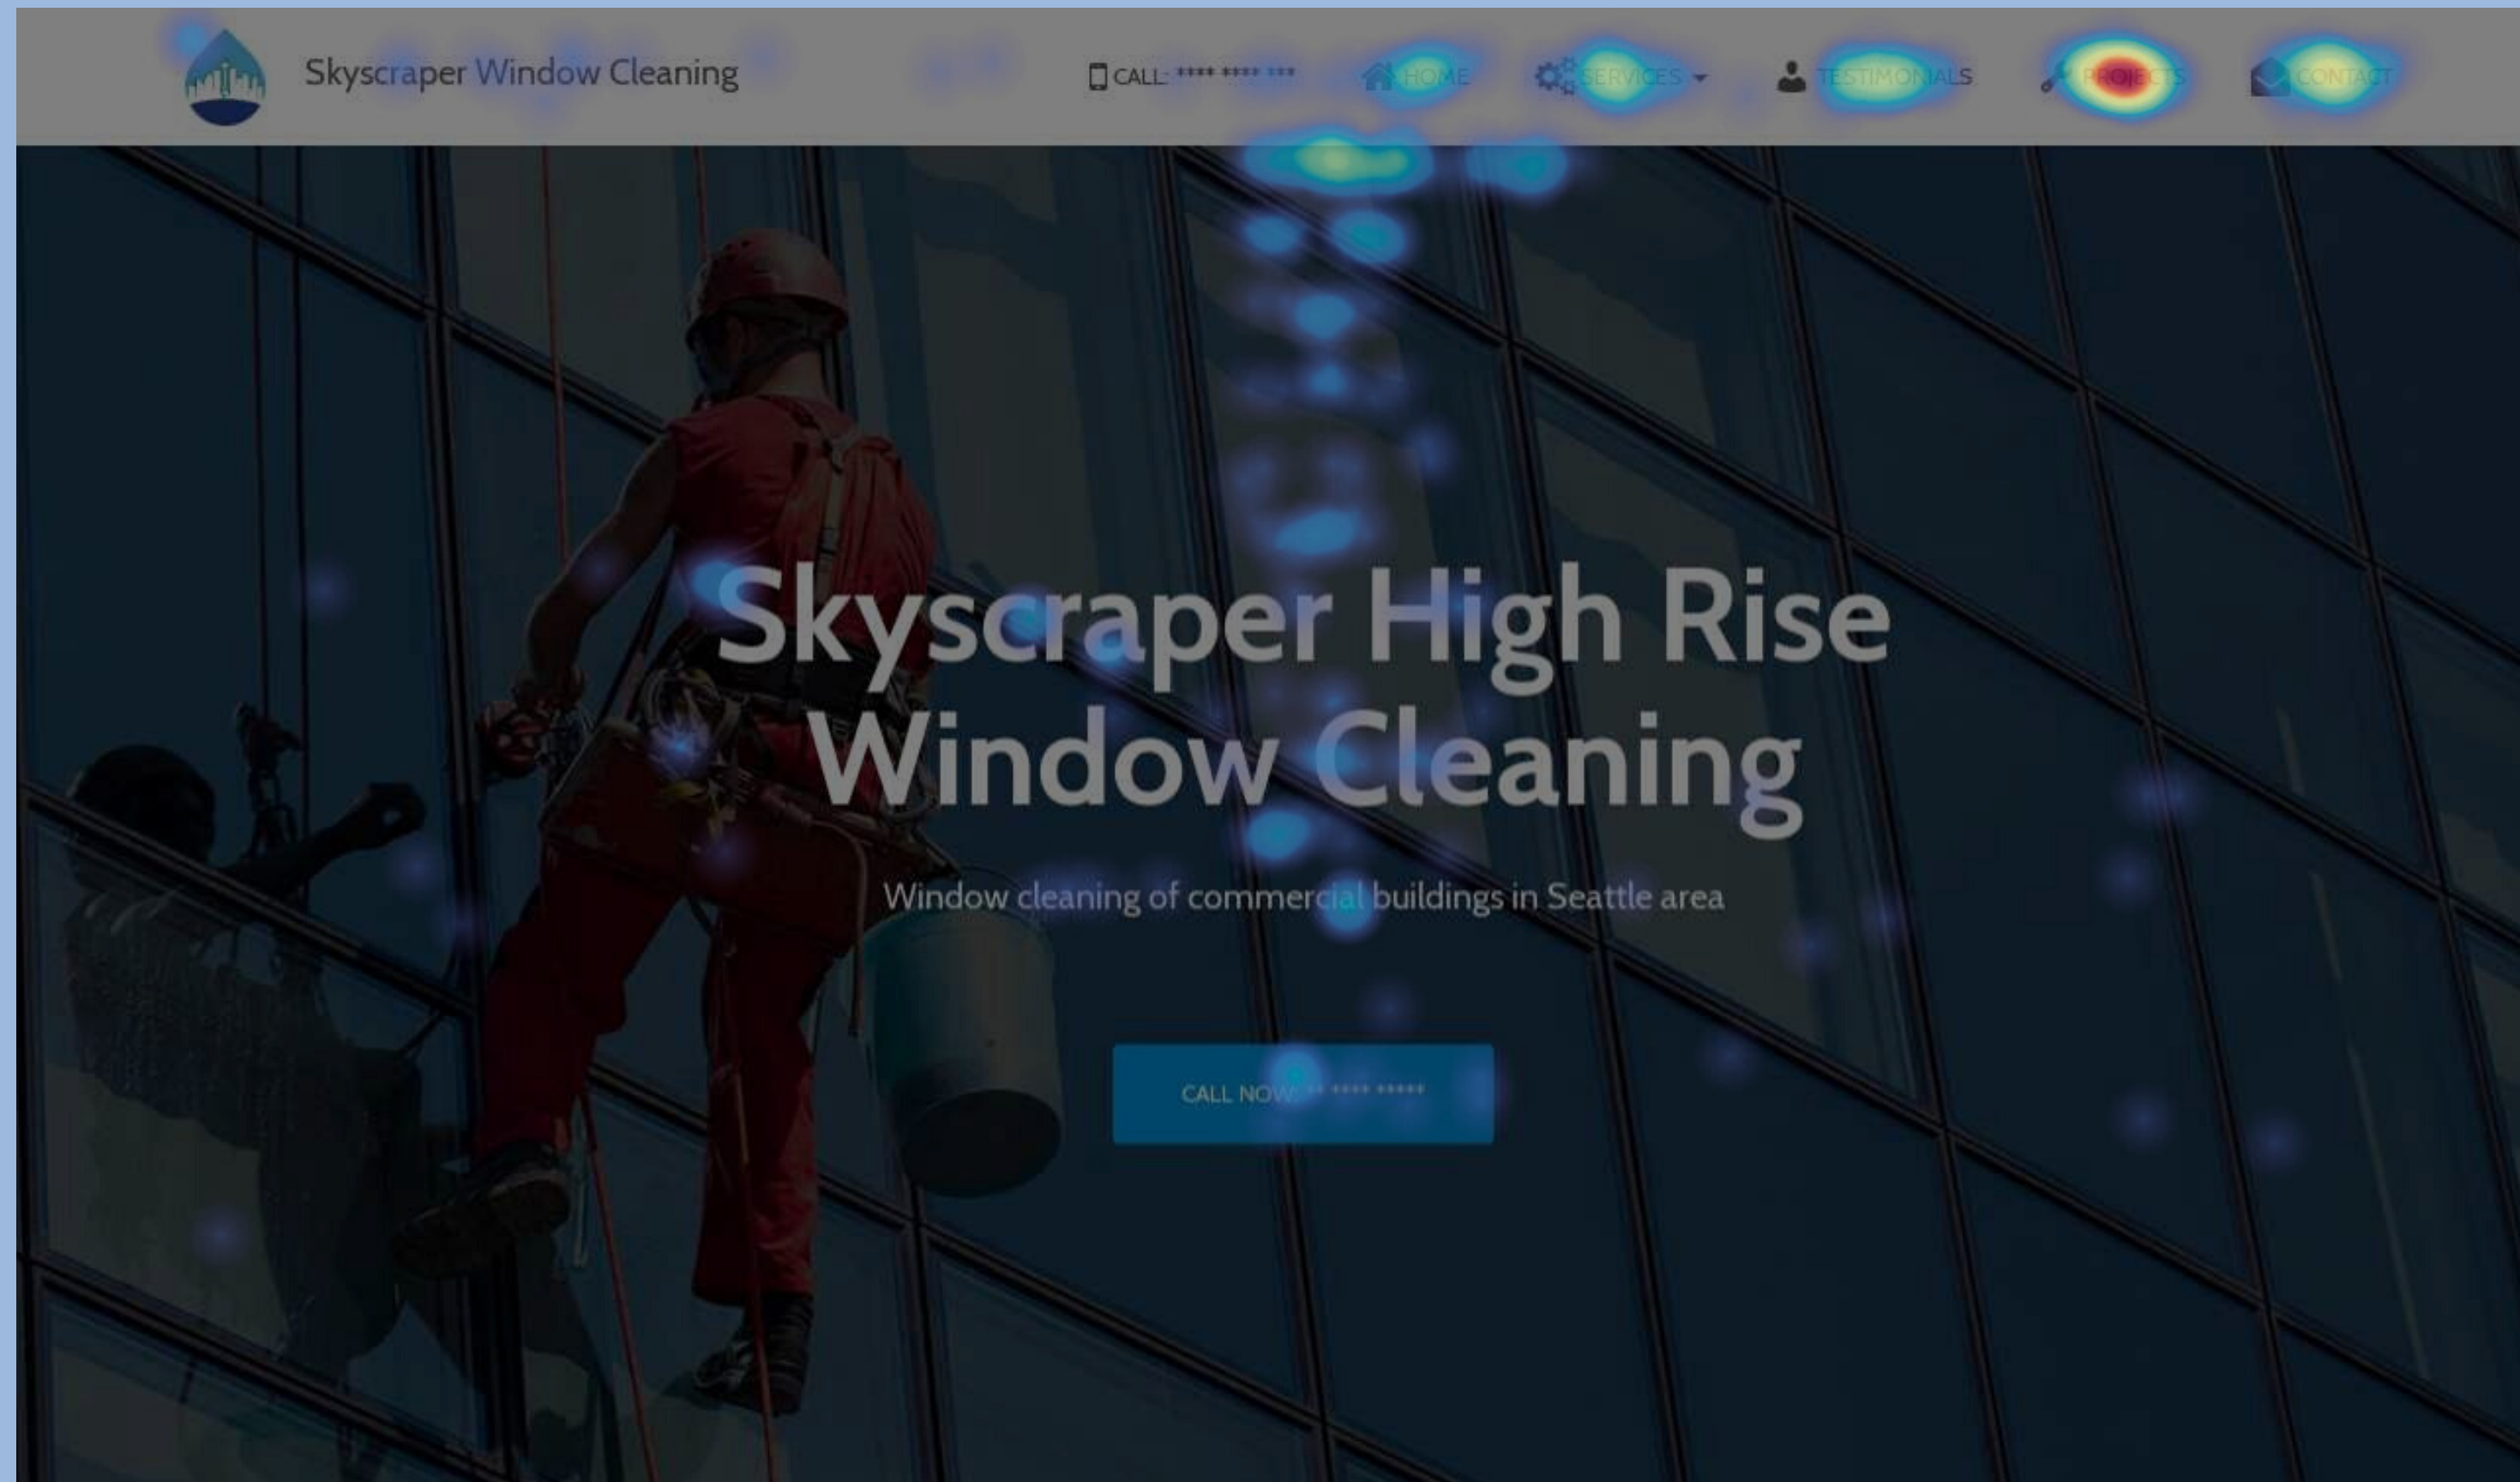 Skyscraper Window Cleaning
CALL: **** **** ***
HOME
SERVICES
TESTIMONIALS
PROJECTS
CONTACT
Skyscraper High Rise
Window Cleaning
Window cleaning of commercial buildings in Seattle area
CALL NOW: ** **** *****